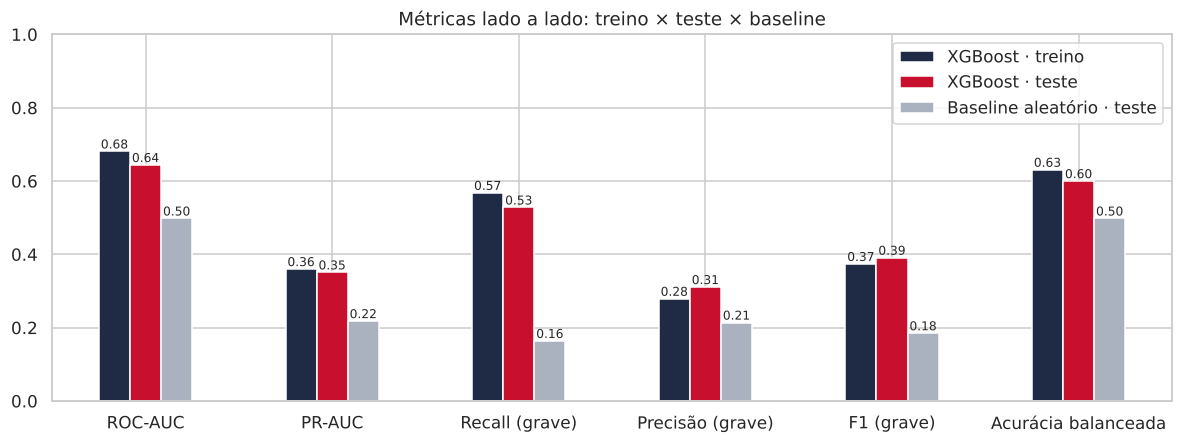 Métricas lado a lado: treino × teste × baseline
XGBoost · treino
XGBoost · teste
Baseline aleatório · teste
1.0
0.8
0.6
0.4
0.2
0.0
0.68
0.64
0.50
0.36
0.35
0.22
0.57
0.53
0.16
0.28
0.31
0.21
0.37
0.39
0.18
0.63
0.60
0.50
ROC-AUC
PR-AUC
Recall (grave)
Precisão (grave)
F1 (grave)
Acurácia balanceada